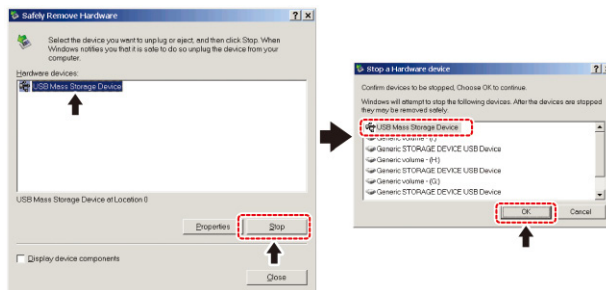 Safely Remove Hardware
Select the device you want to unplug or eject, and then click Stop. When
Windows notifies you that it is safe to do so unplug the device from your
computer.
Hardware devices:
USB Mass Storage Device
USB Mass Storage Device at Location 0
Properties
Stop
Display device components
Close
Stop a Hardware device
Confirm devices to be stopped, Choose OK to continue.
Windows will attempt to stop the following devices. After the devices are stopped
they may be removed safely.
USB Mass Storage Device
Generic volume - (I:)
Generic STORAGE DEVICE USB Device
Generic volume - (H:)
Generic STORAGE DEVICE USB Device
Generic volume - (G:)
Generic STORAGE DEVICE USB Device
OK
Cancel